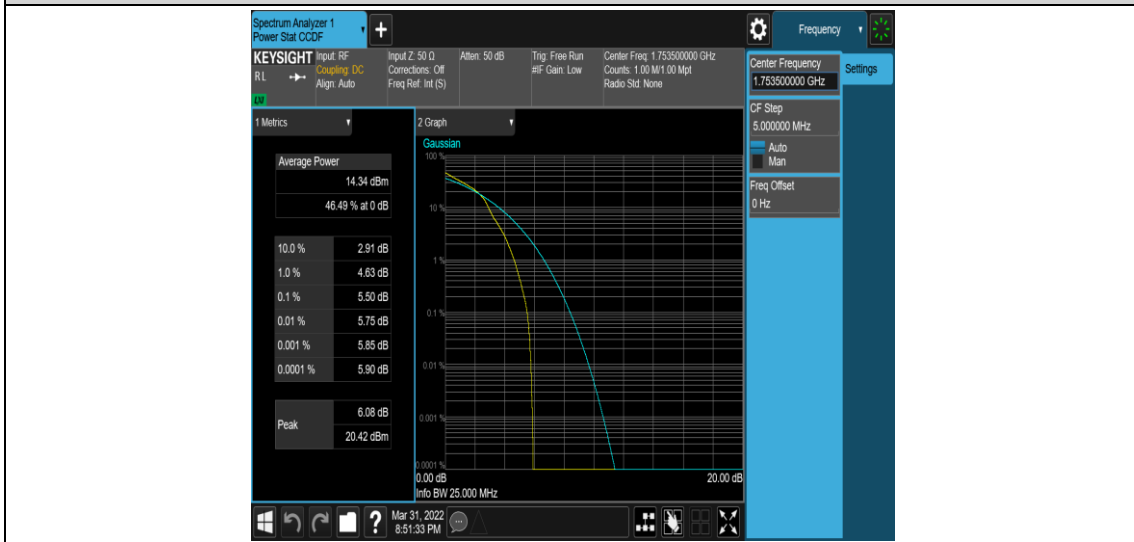 Spectrum Analyzer 1
Power Stat CCDF
Frequency
KEYSIGHT
RL
LXI
Input: RF
Coupling: DC
Align: Auto
Input Z: 50 Ω
Corrections: Off
Freq Ref: Int (S)
Atten: 50 dB
Trig: Free Run
#IF Gain: Low
Center Freq: 1.753500000 GHz
Counts: 1.00 M/1.00 Mpt
Radio Std: None
Center Frequency
1.753500000 GHz
Settings
CF Step
5.000000 MHz
Auto
Man
Freq Offset
0 Hz
1 Metrics
Average Power
14.34 dBm
46.49 % at 0 dB
10.0 % 2.91 dB
1.0 % 4.63 dB
0.1 % 5.50 dB
0.01 % 5.75 dB
0.001 % 5.85 dB
0.0001 % 5.90 dB
Peak
6.08 dB
20.42 dBm
2 Graph
Gaussian
100 %
10 %
1 %
0.1 %
0.01 %
0.001 %
0.0001 %
0.00 dB 20.00 dB
Info BW 25.000 MHz
Mar 31, 2022
8:51:33 PM